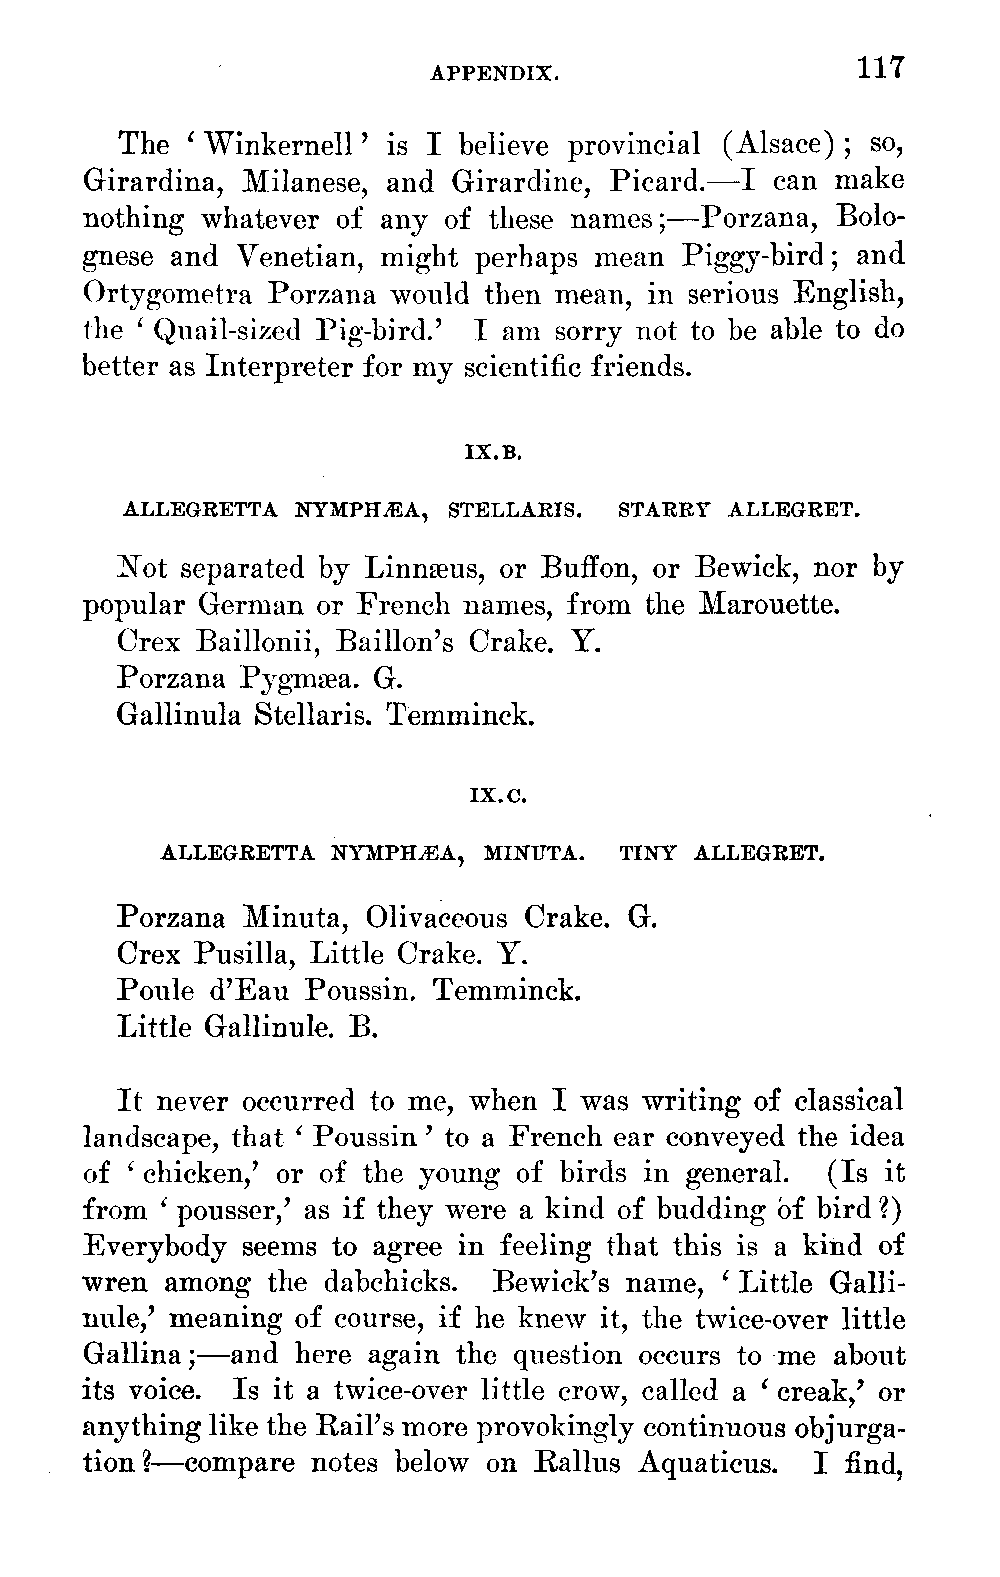 APPENDIX. 117
The ‘Winkernell’ is I believe provincial (Alsace); so,
Girardina, Milanese, and Girardine, Picard.—I can make
nothing whatever of any of these names;—Porzana, Bolo-
gnese and Venetian, might perhaps mean Piggy-bird; and
Ortygometra Porzana would then mean, in serious English,
the ‘Quail-sized Pig-bird.’ I am sorry not to be able to do
better as Interpreter for my scientific friends.
IX.B.
ALLEGRETTA NYMPHÆA, STELLARIS. STARRY ALLEGRET.
Not separated by Linnæus, or Buffon, or Bewick, nor by
popular German or French names, from the Marouette.
Crex Baillonii, Baillon’s Crake. Y.
Porzana Pygmæa. G.
Gallinula Stellaris. Temminck.
IX.C.
ALLEGRETTA NYMPHÆA, MINUTA. TINY ALLEGRET.
Porzana Minuta, Olivaceous Crake. G.
Crex Pusilla, Little Crake. Y.
Poule d’Eau Poussin. Temminck.
Little Gallinule. B.
It never occurred to me, when I was writing of classical
landscape, that ‘Poussin’ to a French ear conveyed the idea
of ‘chicken,’ or of the young of birds in general. (Is it
from ‘pousser,’ as if they were a kind of budding of bird?)
Everybody seems to agree in feeling that this is a kind of
wren among the dabchicks. Bewick’s name, ‘Little Galli-
nule,’ meaning of course, if he knew it, the twice-over little
Gallina;—and here again the question occurs to me about
its voice. Is it a twice-over little crow, called a ‘creak,’ or
anything like the Rail’s more provokingly continuous objurga-
tion?—compare notes below on Rallus Aquaticus. I find,